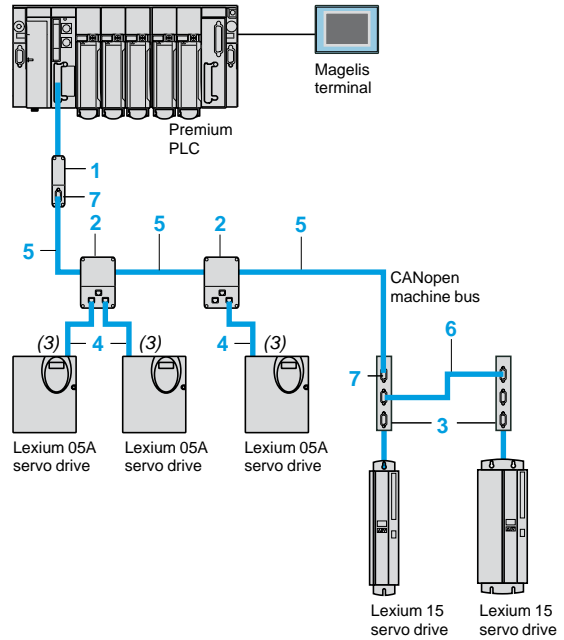 Magelis
terminal
Premium
PLC
1
7
2
2
5
5
5
CANopen
machine bus
6
(3)
4
(3)
4
(3)
7
3
Lexium 05A
servo drive
Lexium 05A
servo drive
Lexium 05A
servo drive
Lexium 15
servo drive
Lexium 15
servo drive